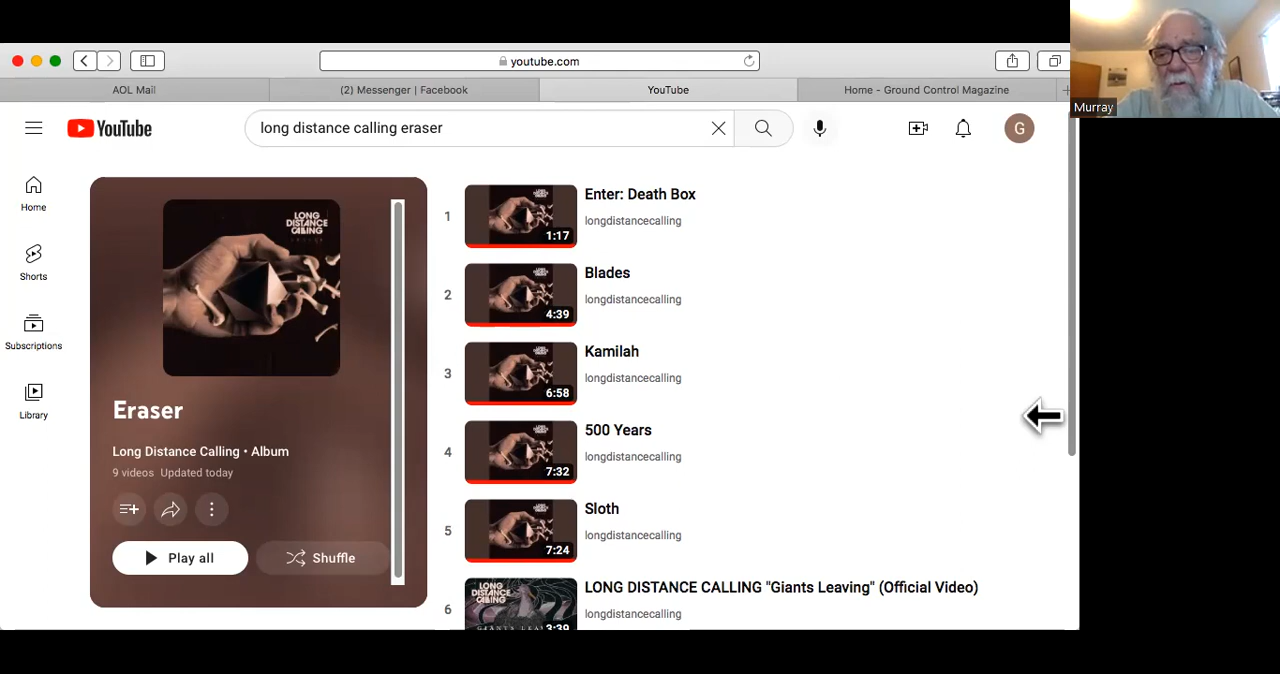 youtube.com
AOL Mail
(2) Messenger | Facebook
YouTube
Home - Ground Control Magazine
Murray
YouTube
long distance calling eraser
G
Home
Shorts
Subscriptions
Library
LONG
DISTANCE
CALLING
Eraser
Long Distance Calling • Album
9 videos Updated today
Play all
Shuffle
1
1:17
Enter: Death Box
longdistancecalling
2
4:39
Blades
longdistancecalling
3
6:58
Kamilah
longdistancecalling
4
7:32
500 Years
longdistancecalling
5
7:24
Sloth
longdistancecalling
6
LONG
DISTANCE
CALLING
3:39
LONG DISTANCE CALLING "Giants Leaving" (Official Video)
longdistancecalling